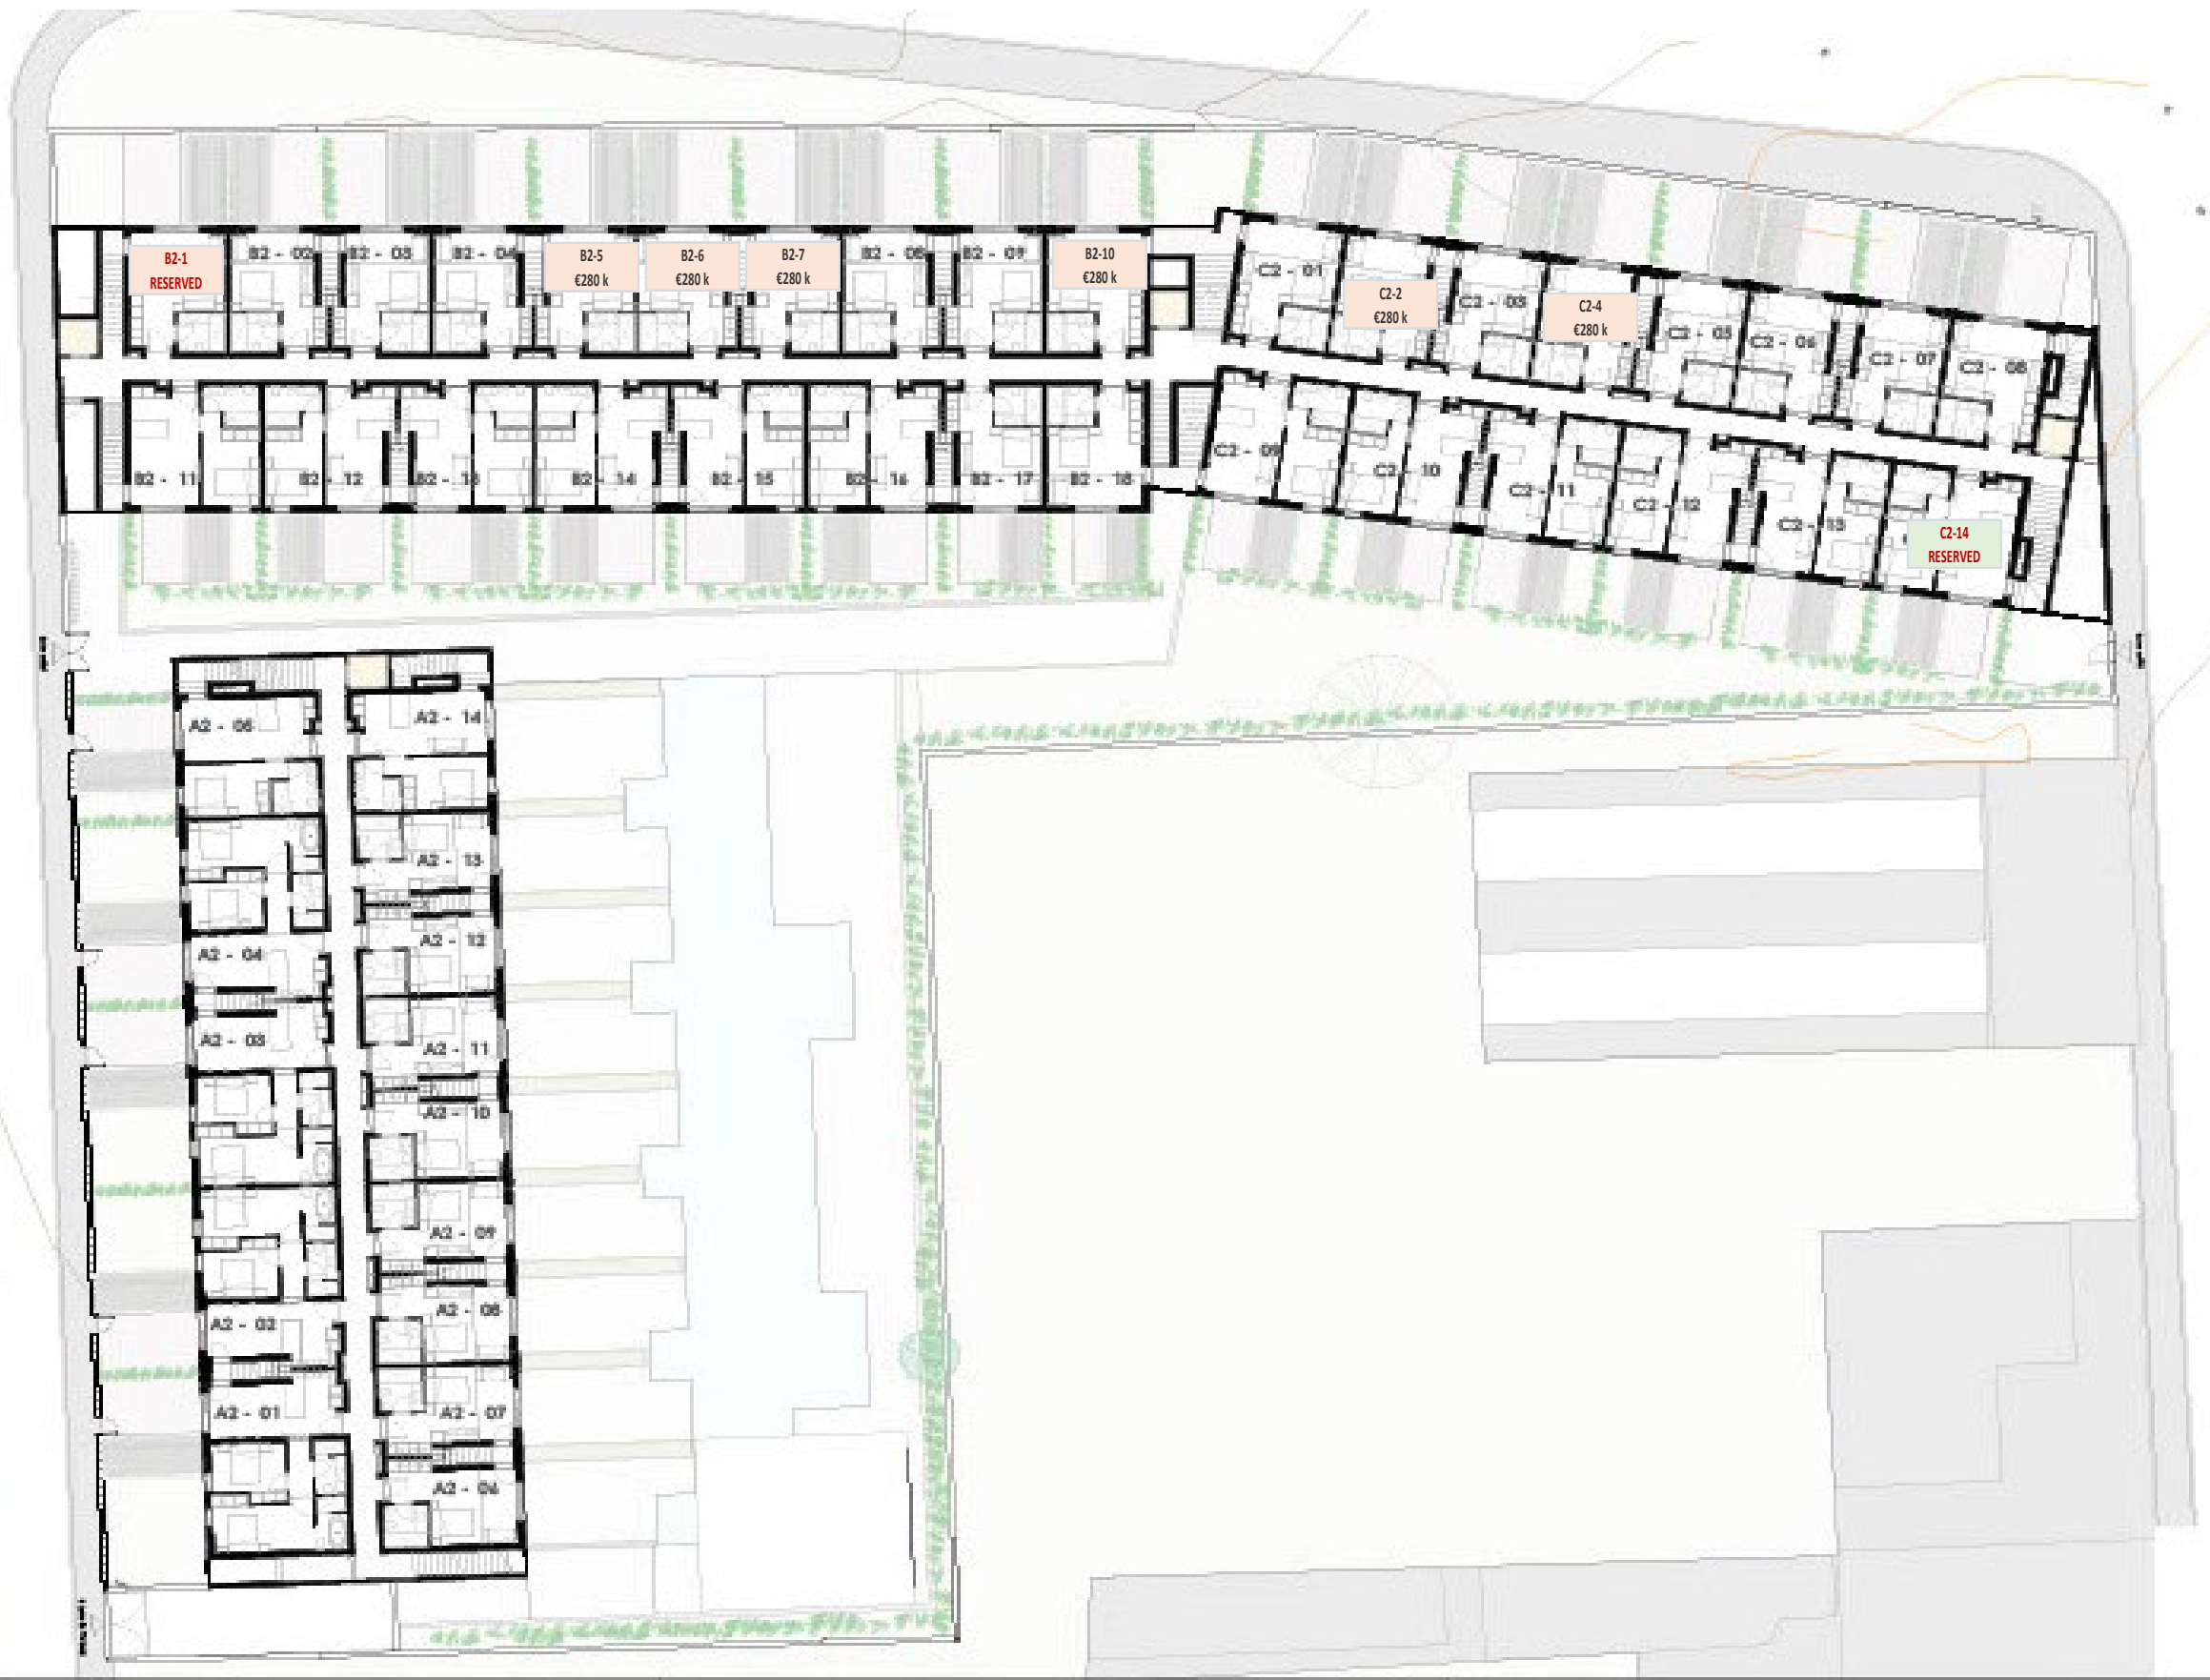 B2-1
RESERVED
B2 - 02
B2 - 03
B2 - 04
B2-5
€280 k
B2-6
€280 k
B2-7
€280 k
B2 - 08
B2 - 09
B2-10
€280 k
C2 - 01
C2-2
€280 k
C2 - 03
C2-4
€280 k
C2 - 05
C2 - 06
C2 - 07
C2 - 08
B2 - 11
B2 - 12
B2 - 13
B2 - 14
B2 - 15
B2 - 16
B2 - 17
B2 - 18
C2 - 09
C2 - 10
C2 - 11
C2 - 12
C2 - 13
C2-14
RESERVED
A2 - 05
A2 - 14
A2 - 13
A2 - 04
A2 - 12
A2 - 03
A2 - 11
A2 - 10
A2 - 09
A2 - 02
A2 - 08
A2 - 01
A2 - 07
A2 - 06